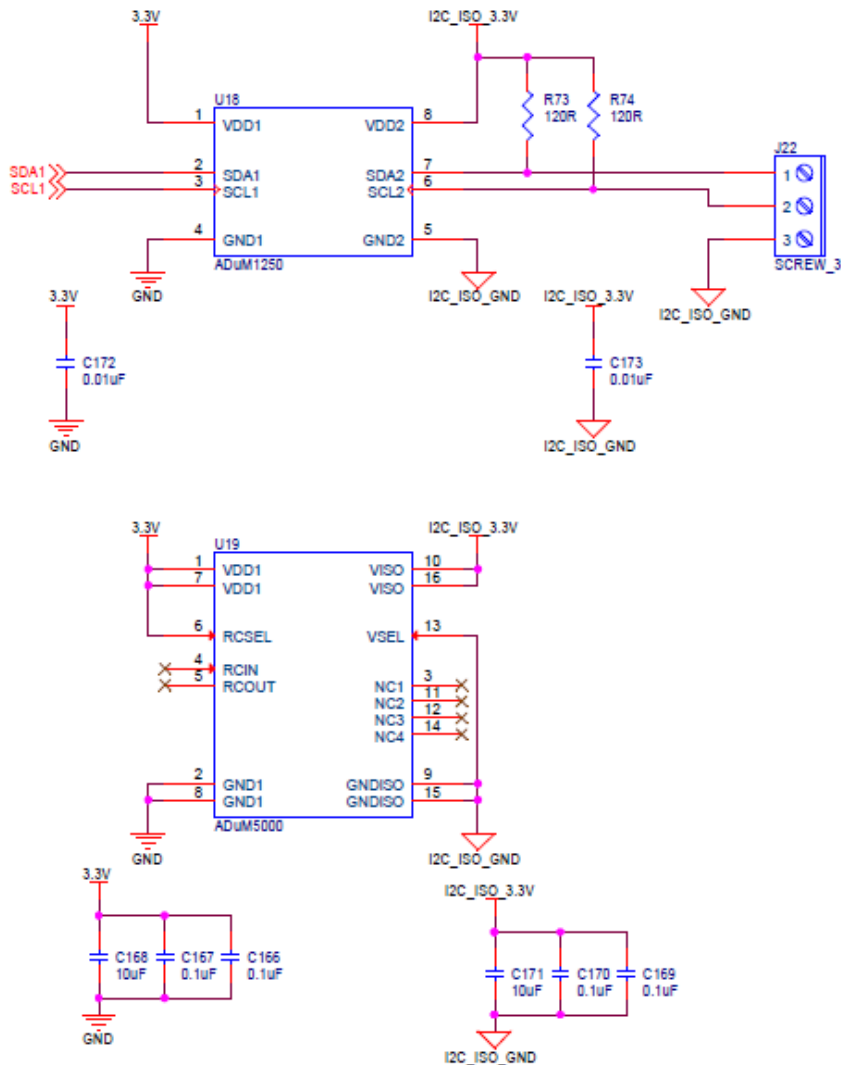 3.3V I2C_ISO_3.3V
U18
R73 R74
120R 120R
1 VDD1 VDD2 8
J22
SDA1 2 SDA1 SDA2 7 1
SCL1 3 SCL1 SCL2 6
2
4 GND1 GND2 5 3
ADuM1250 SCREW_3
GND I2C_ISO_GND
3.3V I2C_ISO_3.3V I2C_ISO_GND
C172 C173
0.01uF 0.01uF
GND I2C_ISO_GND
3.3V I2C_ISO_3.3V
U19
1 VDD1 VISO 10
7 VDD1 VISO 16
6 RCSEL VSEL 13
4 RCIN
5 RCOUT NC1 3
NC2 11
NC3 12
NC4 14
2 GND1 GNDISO 9
8 GND1 GNDISO 15
ADuM5000
GND I2C_ISO_GND
3.3V I2C_ISO_3.3V
C168 C167 C166
10uF 0.1uF 0.1uF
C171 C170 C169
10uF 0.1uF 0.1uF
GND I2C_ISO_GND